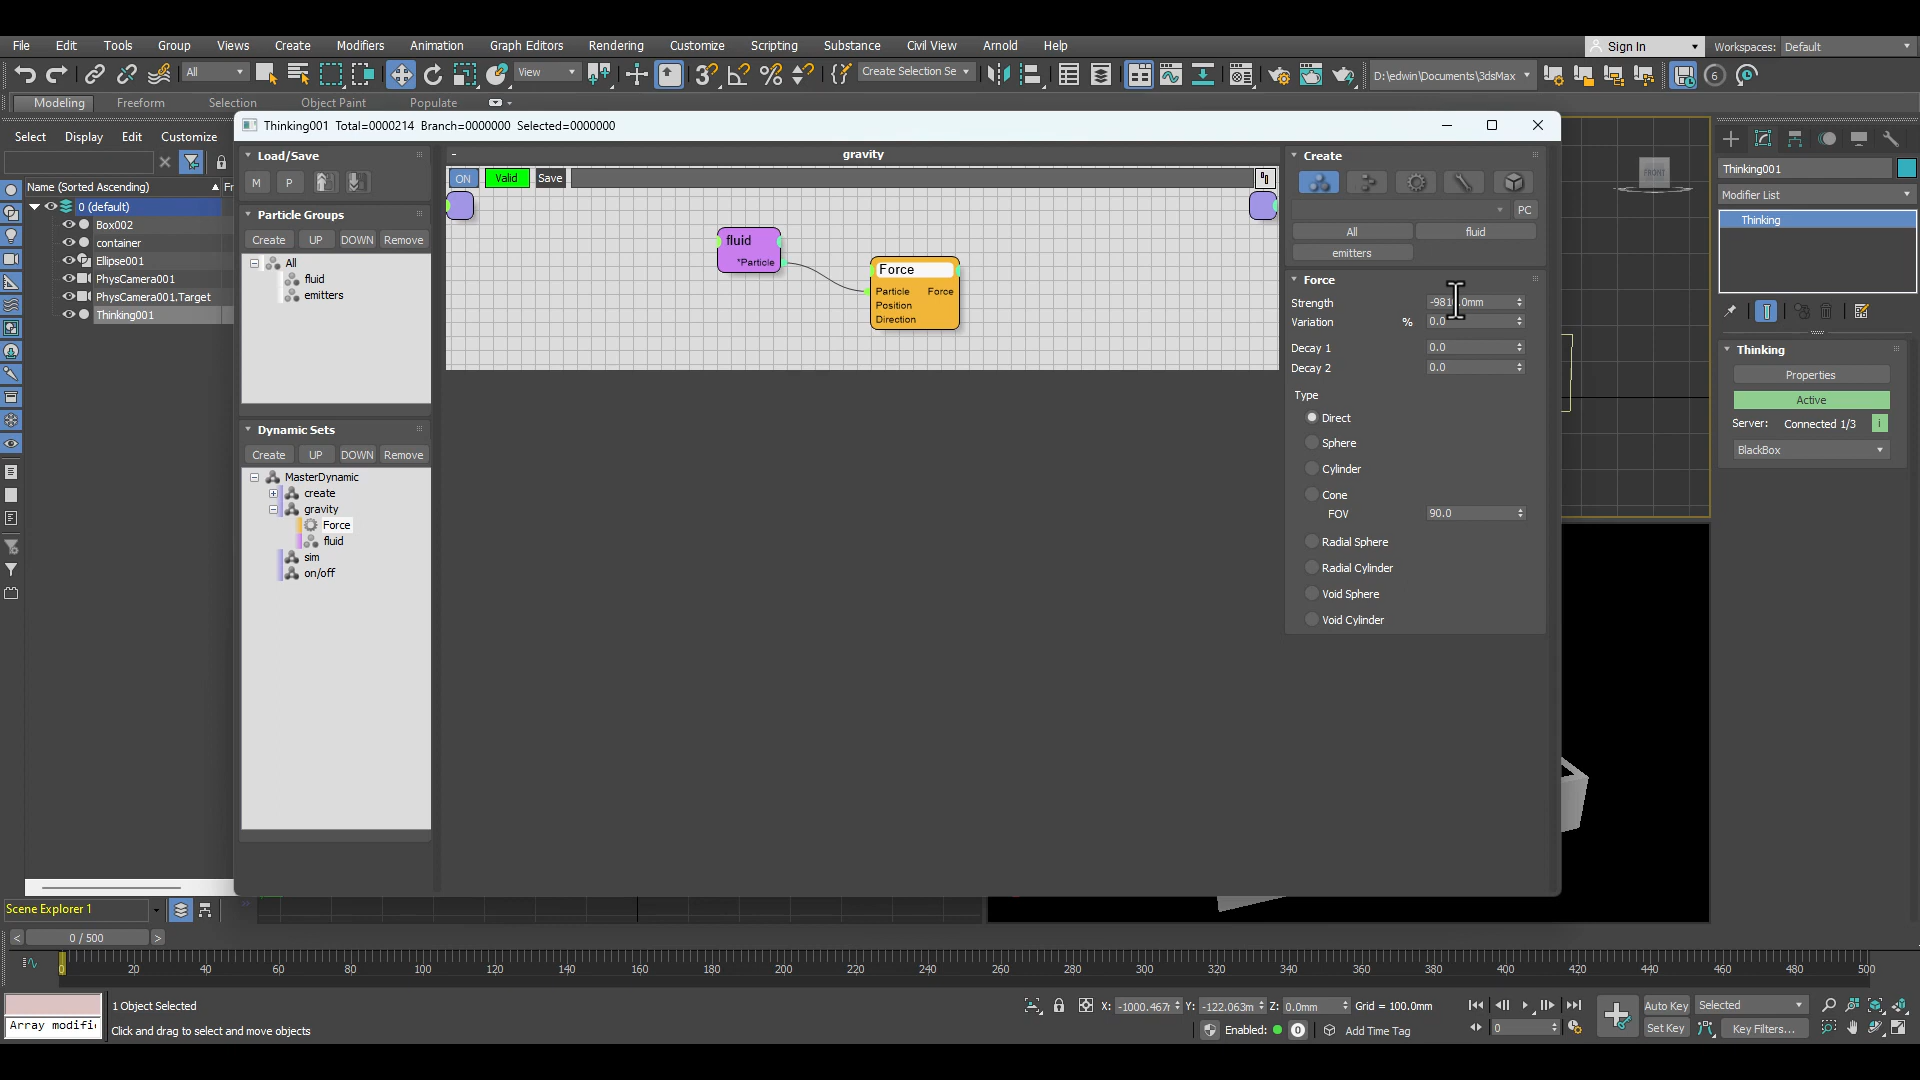 File Edit Tools Group Views Create Modifiers Animation Graph Editors Rendering Customize Scripting Substance Civil View Arnold Help
Sign In Workspaces: Default
All View Create Selection Se D:\edwin\Documents\3dsMax 6
Modeling Freeform Selection Object Paint Populate
Select Display Edit Customize
Name (Sorted Ascending) Fr
0 (default)
Box002
container
Ellipse001
PhysCamera001
PhysCamera001.Target
Thinking001
Thinking001 Total=0000214 Branch=0000000 Selected=0000000
Load/Save
M P
Particle Groups
Create UP DOWN Remove
All
fluid
emitters
Dynamic Sets
Create UP DOWN Remove
MasterDynamic
create
gravity
Force
fluid
sim
on/off
- gravity
ON Valid Save
fluid
*Particle
Force
Particle Force
Position
Direction
Create
PC
All fluid
emitters
Force
Strength
Variation % 0.0
Decay 1 0.0
Decay 2 0.0
Type
Direct
Sphere
Cylinder
Cone
FOV 90.0
Radial Sphere
Radial Cylinder
Void Sphere
Void Cylinder
FRONT
Thinking001
Modifier List
Thinking
Thinking
Properties
Active
Server: Connected 1/3 i
BlackBox
Scene Explorer 1
< 0 / 500 >
0 20 40 60 80 100 120 140 160 180 200 220 240 260 280 300 320 340 360 380 400 420 440 460 480 500
1 Object Selected
X: -1000.467r Y: -122.063m Z: 0.0mm Grid = 100.0mm
Auto Key Selected
Array modifi
Click and drag to select and move objects
Enabled: 0 Add Time Tag
0
Set Key Key Filters...